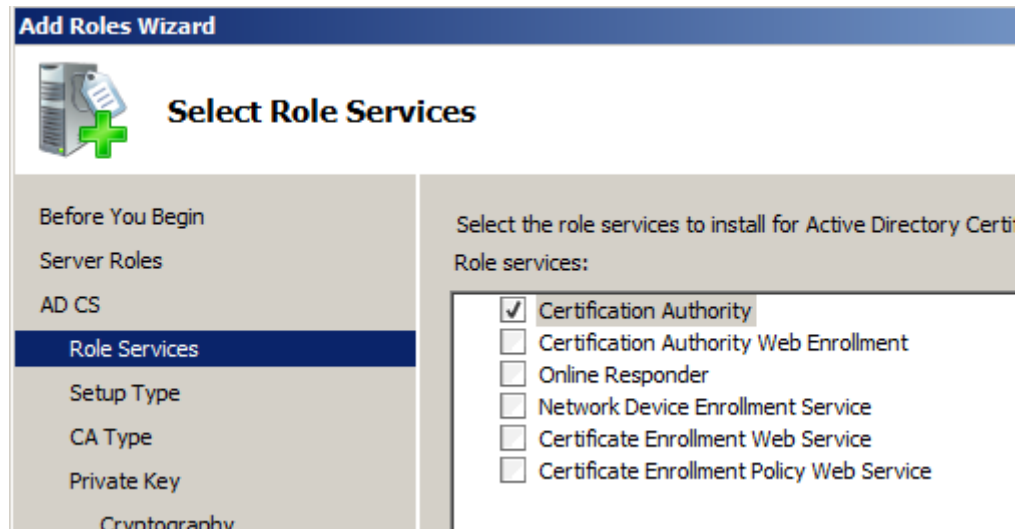 Add Roles Wizard
Select Role Services
Before You Begin
Server Roles
AD CS
Role Services
Setup Type
CA Type
Private Key
Cryptography
Select the role services to install for Active Directory Certi
Role services:
Certification Authority
Certification Authority Web Enrollment
Online Responder
Network Device Enrollment Service
Certificate Enrollment Web Service
Certificate Enrollment Policy Web Service